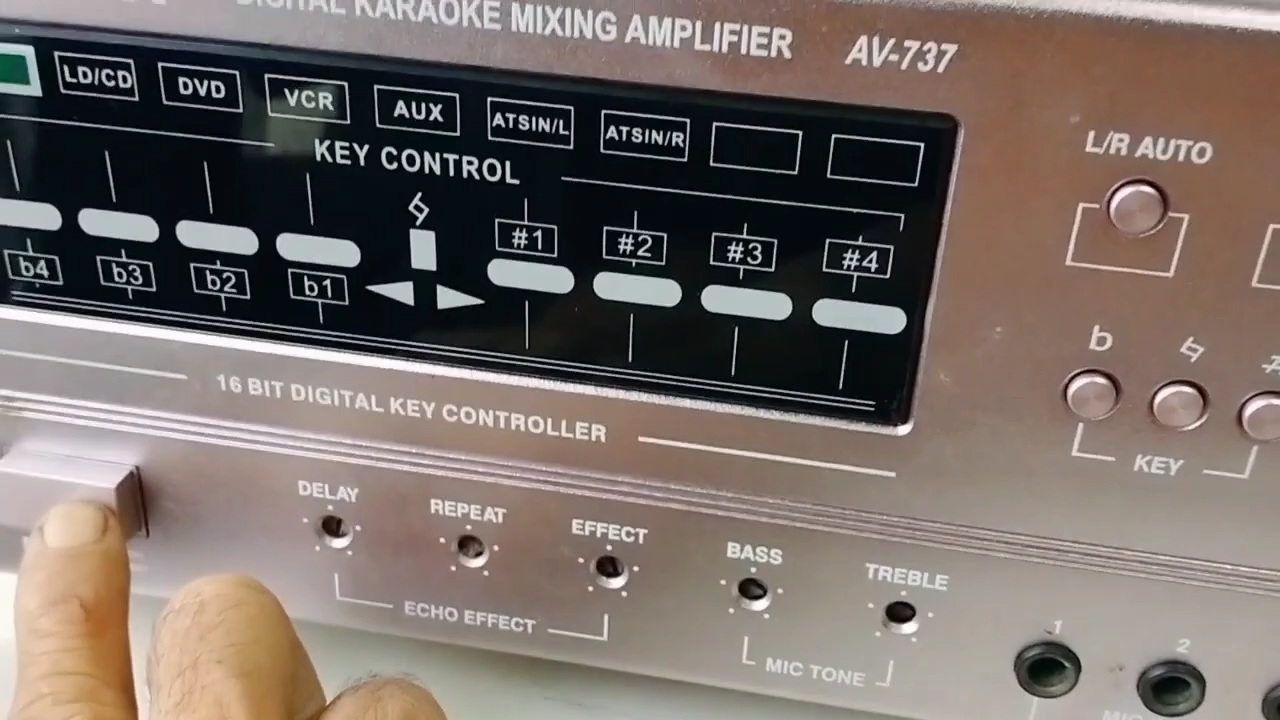 DIGITAL KARAOKE MIXING AMPLIFIER AV-737
LD/CD DVD VCR AUX ATSIN/L ATSIN/R
KEY CONTROL
b4 b3 b2 b1 #1 #2 #3 #4
16 BIT DIGITAL KEY CONTROLLER
L/R AUTO
b ♮
KEY
DELAY REPEAT EFFECT BASS TREBLE
ECHO EFFECT
MIC TONE
1 2